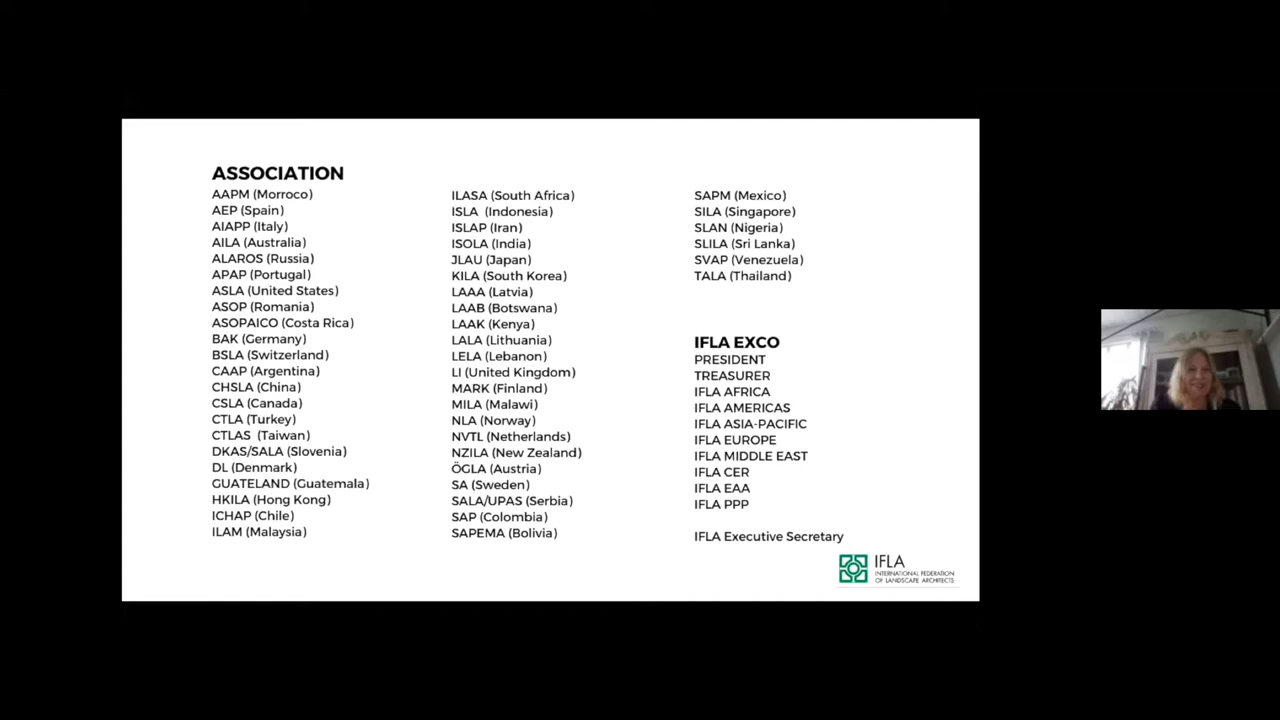 ASSOCIATION
AAPM (Morroco)
AEP (Spain)
AIAPP (Italy)
AILA (Australia)
ALAROS (Russia)
APAP (Portugal)
ASLA (United States)
ASOP (Romania)
ASOPAICO (Costa Rica)
BAK (Germany)
BSLA (Switzerland)
CAAP (Argentina)
CHSLA (China)
CSLA (Canada)
CTLA (Turkey)
CTLAS (Taiwan)
DKAS/SALA (Slovenia)
DL (Denmark)
GUATELAND (Guatemala)
HKILA (Hong Kong)
ICHAP (Chile)
ILAM (Malaysia)
ILASA (South Africa)
ISLA (Indonesia)
ISLAP (Iran)
ISOLA (India)
JLAU (Japan)
KILA (South Korea)
LAAA (Latvia)
LAAB (Botswana)
LAAK (Kenya)
LALA (Lithuania)
LELA (Lebanon)
LI (United Kingdom)
MARK (Finland)
MILA (Malawi)
NLA (Norway)
NVTL (Netherlands)
NZILA (New Zealand)
ÖGLA (Austria)
SA (Sweden)
SALA/UPAS (Serbia)
SAP (Colombia)
SAPEMA (Bolivia)
SAPM (Mexico)
SILA (Singapore)
SLAN (Nigeria)
SLILA (Sri Lanka)
SVAP (Venezuela)
TALA (Thailand)
IFLA EXCO
PRESIDENT
TREASURER
IFLA AFRICA
IFLA AMERICAS
IFLA ASIA-PACIFIC
IFLA EUROPE
IFLA MIDDLE EAST
IFLA CER
IFLA EAA
IFLA PPP
IFLA Executive Secretary
IFLA
INTERNATIONAL FEDERATION
OF LANDSCAPE ARCHITECTS